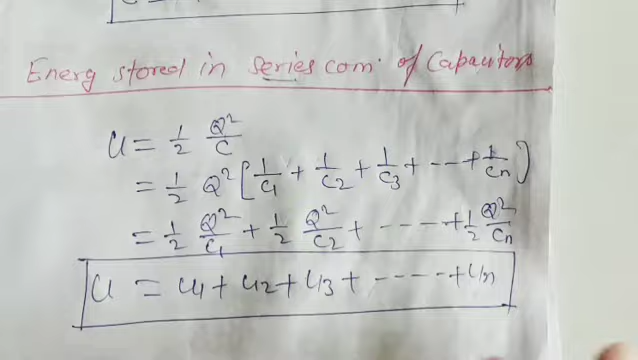 Energ stored in series com. of Capacitors
U = 1/2 Q²/C
= 1/2 Q² [1/C1 + 1/C2 + 1/C3 + ---- + 1/Cn)
= 1/2 Q²/C1 + 1/2 Q²/C2 + ---- + 1/2 Q²/Cn
U = U1 + U2 + U3 + ----- + Un